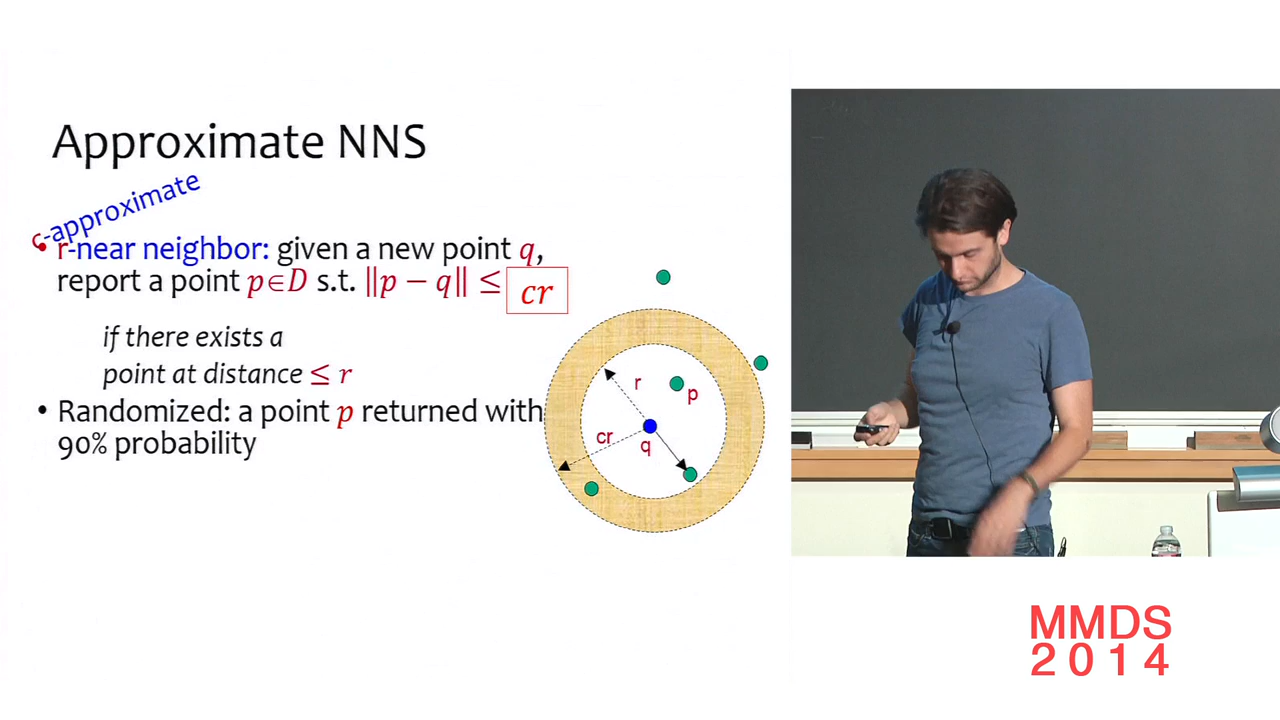 Approximate NNS
c-approximate
• r-near neighbor: given a new point q,
report a point p∈D s.t. ‖p − q‖ ≤ cr
if there exists a
point at distance ≤ r
• Randomized: a point p returned with
90% probability
r
p
cr
q
MMDS
2014